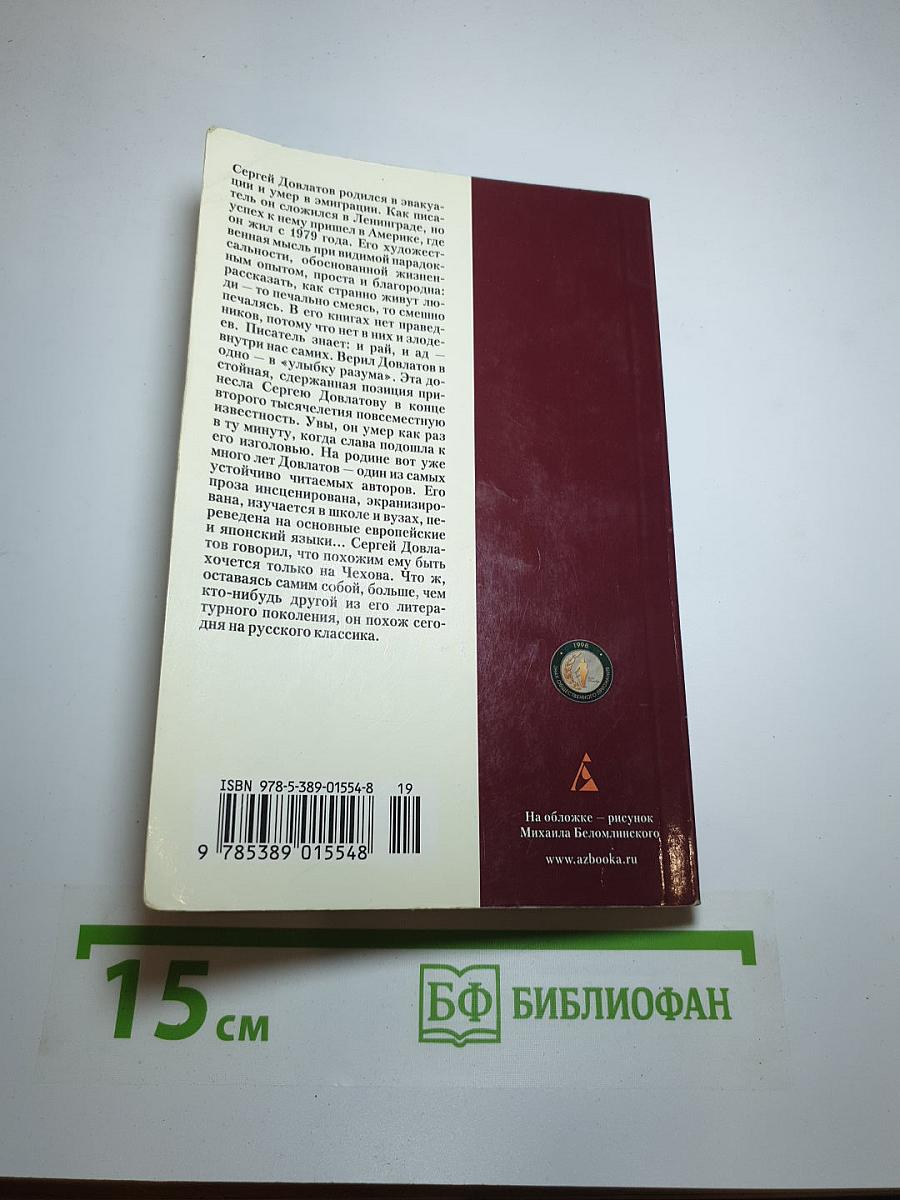 Сергей Довлатов родился в эвакуа-
ции и умер в эмиграции. Как писа-
тель он сложился в Ленинграде, но
успех к нему пришел в Америке, где
он жил с 1979 года. Его художест-
венная мысль при видимой парадок-
сальности, обоснованной жизнен-
ным опытом, проста и благородна:
рассказать, как странно живут лю-
ди — то печально смеясь, то смешно
печалясь. В его книгах нет правед-
ников, потому что нет в них и злоде-
ев. Писатель знает: и рай, и ад —
внутри нас самих. Верил Довлатов в
одно — в «улыбку разума». Эта до-
стойная, сдержанная позиция при-
несла Сергею Довлатову в конце
второго тысячелетия повсеместную
известность. Увы, он умер как раз
в ту минуту, когда слава подошла к
его изголовью. На родине вот уже
много лет Довлатов — один из самых
устойчиво читаемых авторов. Его
проза инсценирована, экранизиро-
вана, изучается в школе и вузах, пе-
реведена на основные европейские
и японский языки... Сергей Довла-
тов говорил, что похожим ему быть
хочется только на Чехова. Что ж,
оставаясь самим собой, больше, чем
кто-нибудь другой из его литера-
турного поколения, он похож сего-
дня на русского классика.
1998
ЗНАК ОБЩЕСТВЕННОГО ПРИЗНАНИЯ
ISBN 978-5-389-01554-8 19
9 785389 015548
На обложке — рисунок
Михаила Беломлинского
www.azbooka.ru
15 см
БФ БИБЛИОФАН